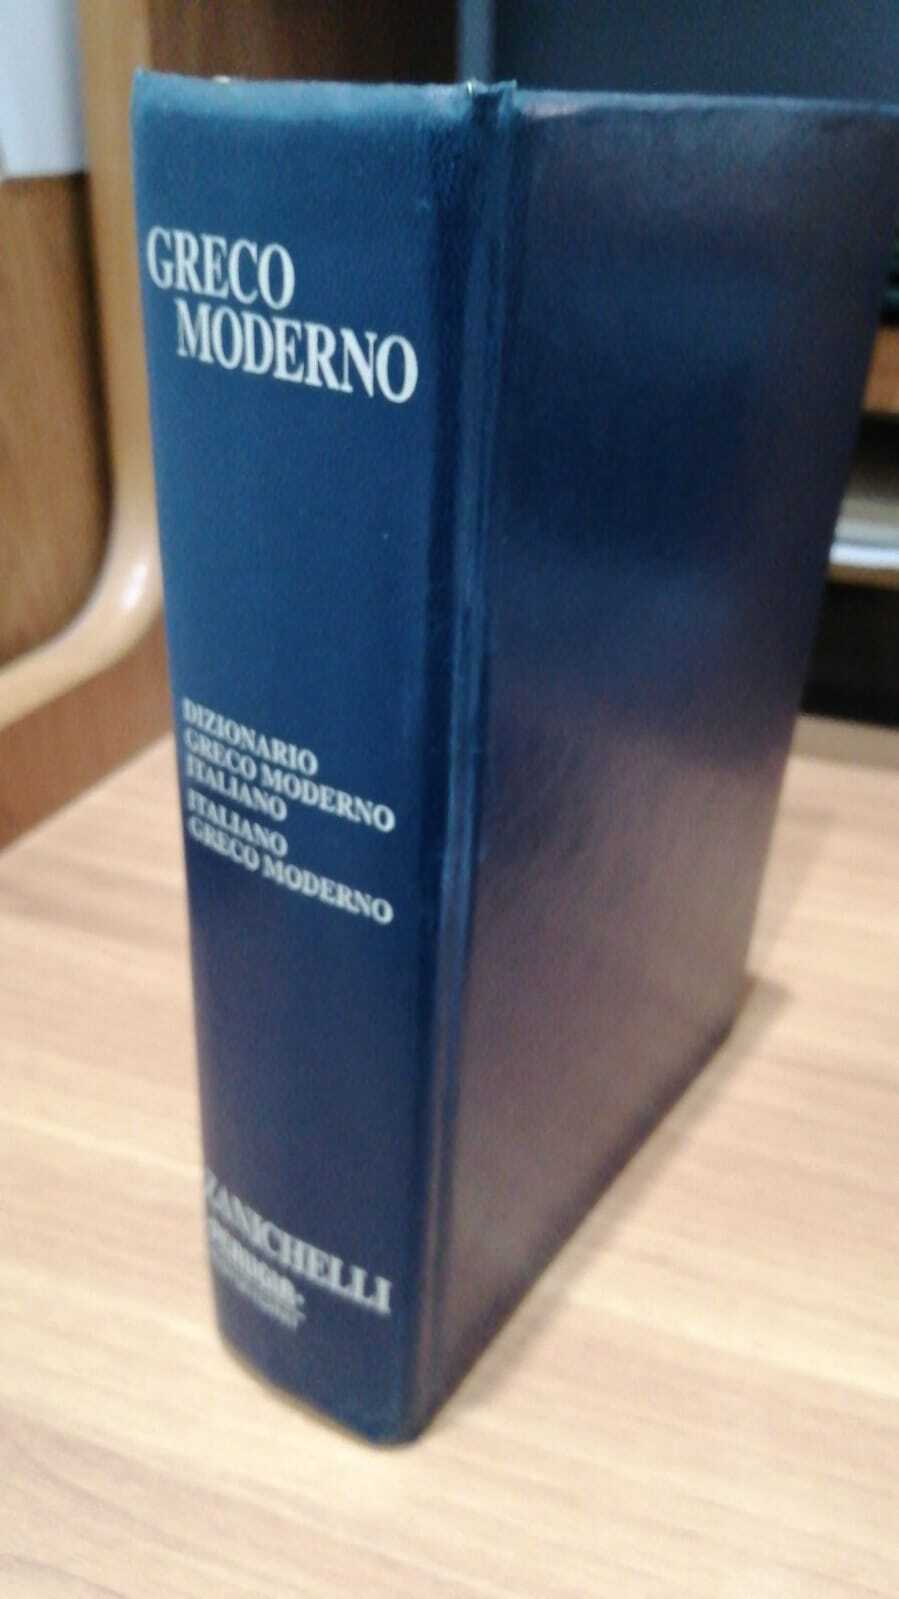 GRECO
MODERNO
DIZIONARIO
GRECO MODERNO
ITALIANO
ITALIANO
GRECO MODERNO
ZANICHELLI